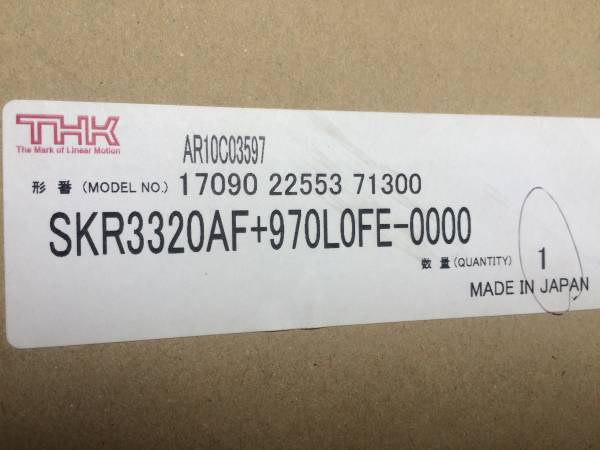 THK
The Mark of Linear Motion
AR10C03597
形 番 (MODEL NO.) 17090 22553 71300
SKR3320AF+970L0FE-0000
数 量 (QUANTITY) 1
MADE IN JAPAN